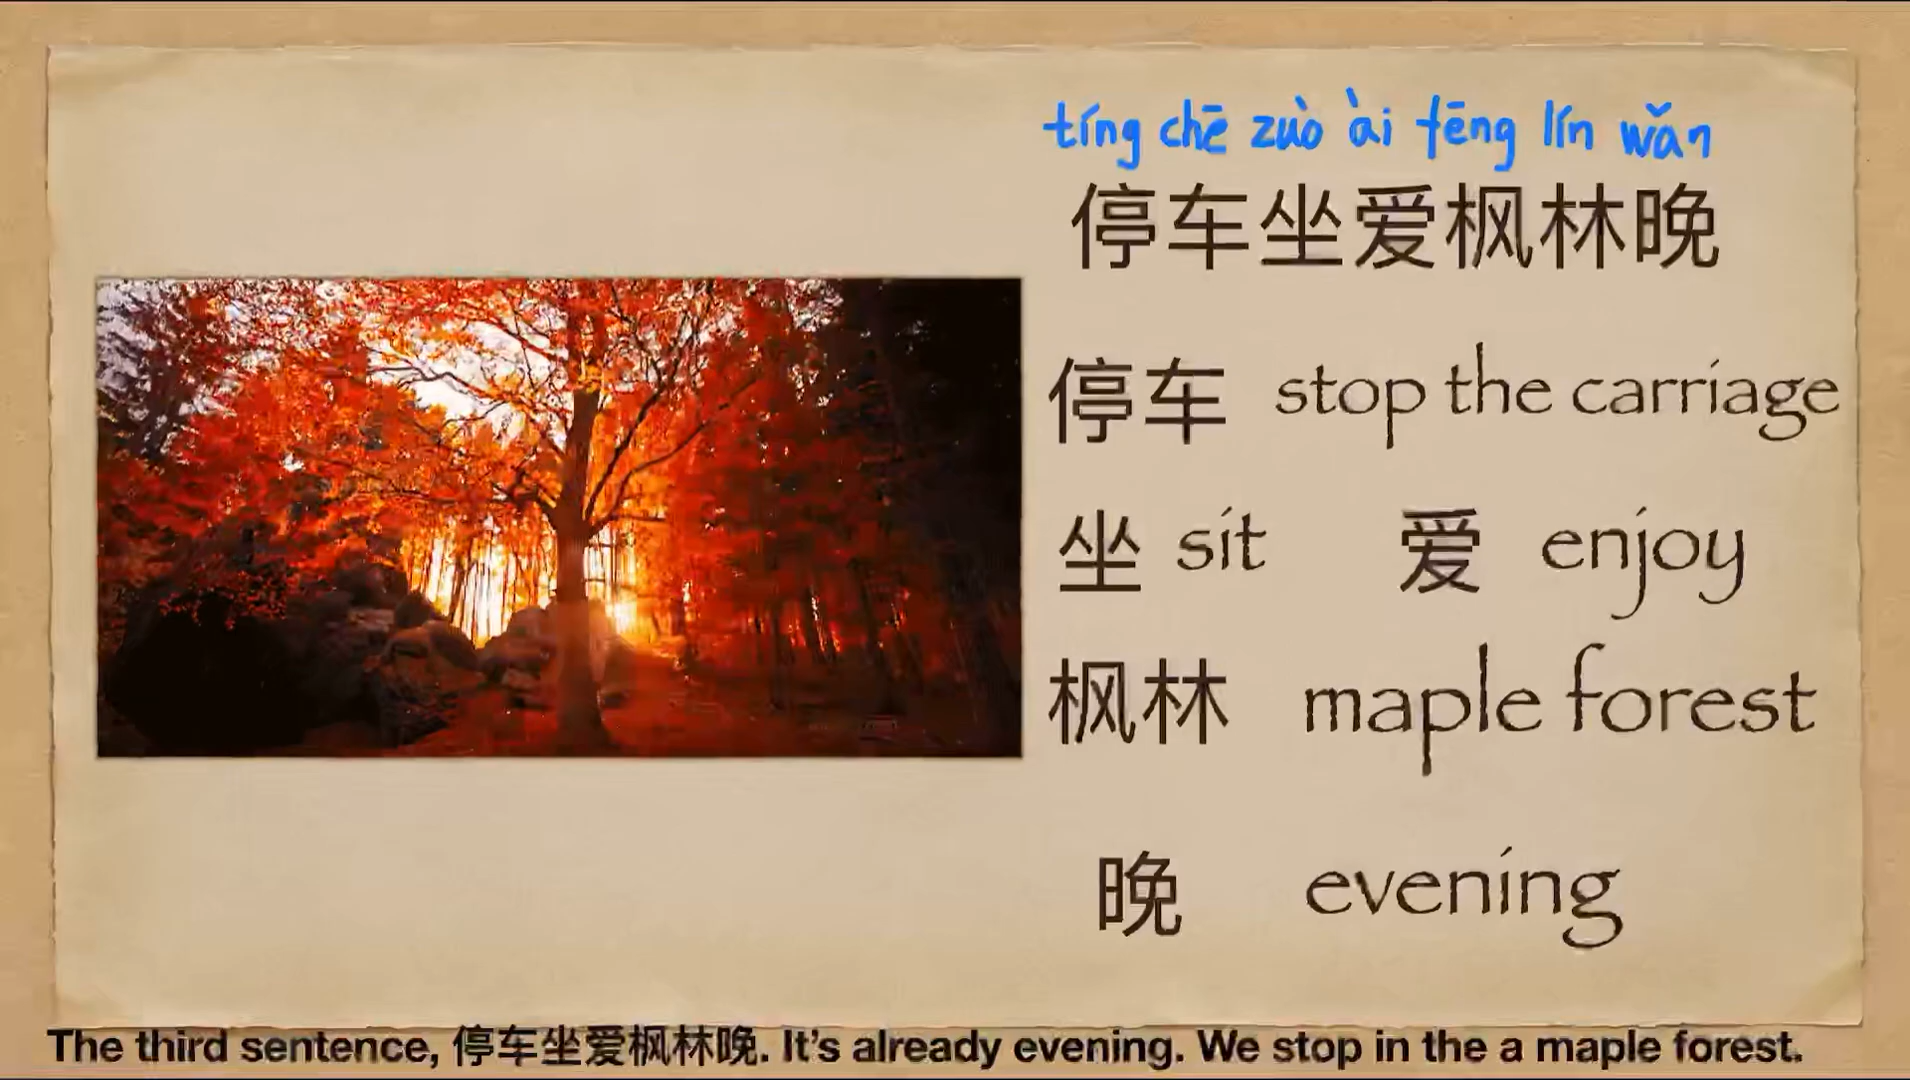 tíng chē zuò ài fēng lín wǎn
停车坐爱枫林晚
停车 stop the carriage
坐 sit 爱 enjoy
枫林 maple forest
晚 evening
The third sentence, 停车坐爱枫林晚. It's already evening. We stop in the a maple forest.